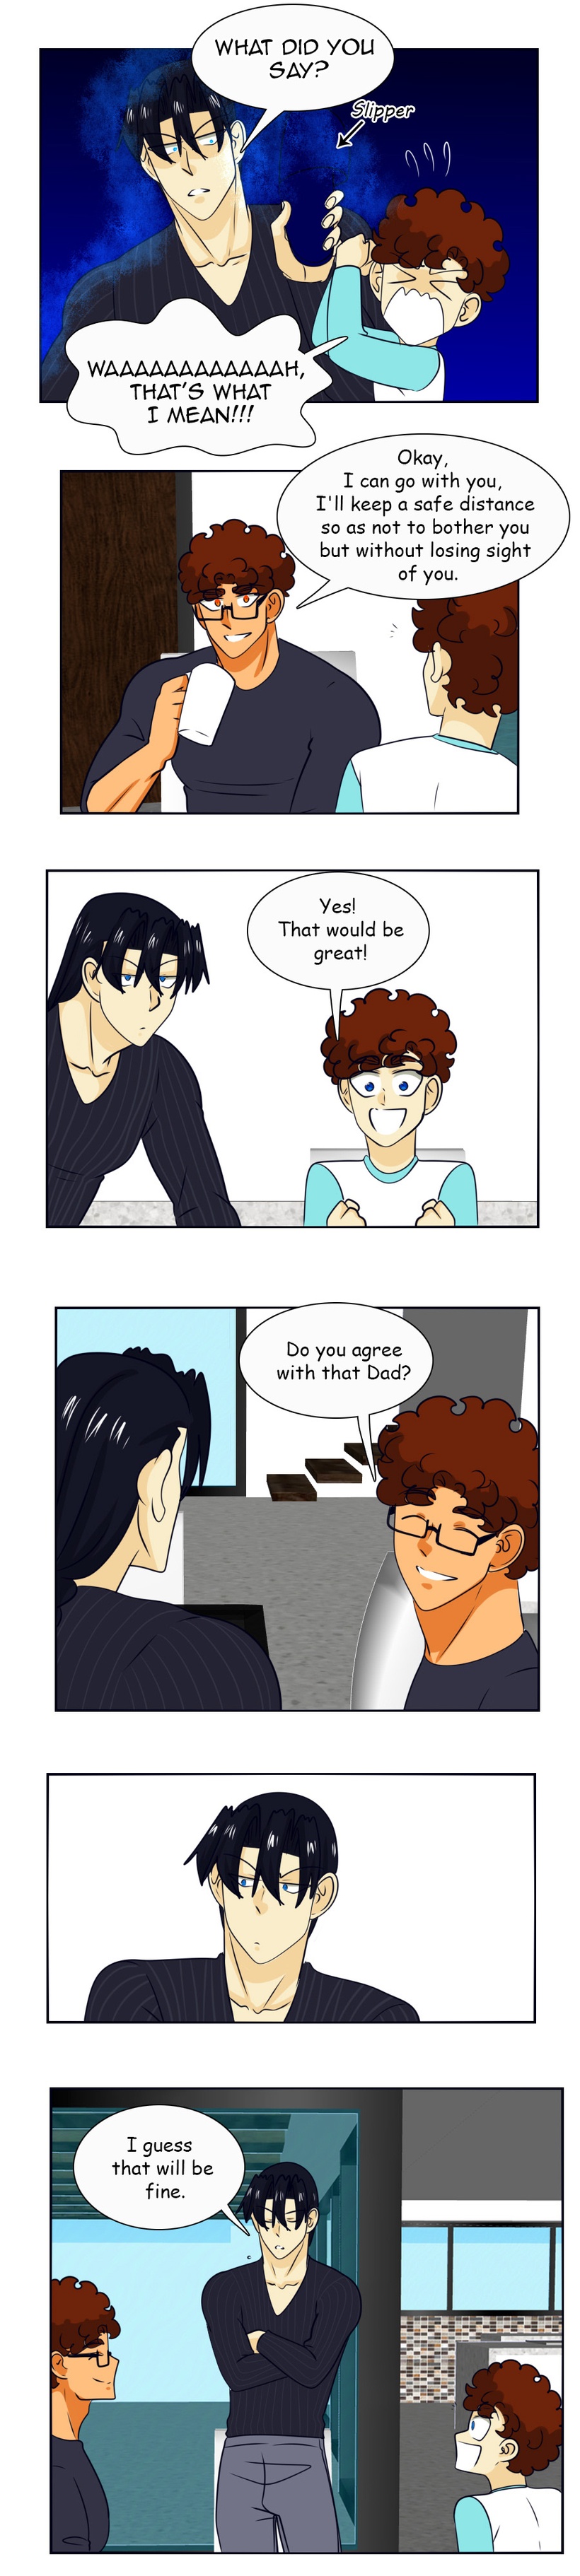 WHAT DID YOU
SAY?
Slipper
WAAAAAAAAAAAAH,
THAT'S WHAT
I MEAN!!!
Okay,
I can go with you,
I'll keep a safe distance
so as not to bother you
but without losing sight
of you.
Yes!
That would be
great!
Do you agree
with that Dad?
I guess
that will be
fine.